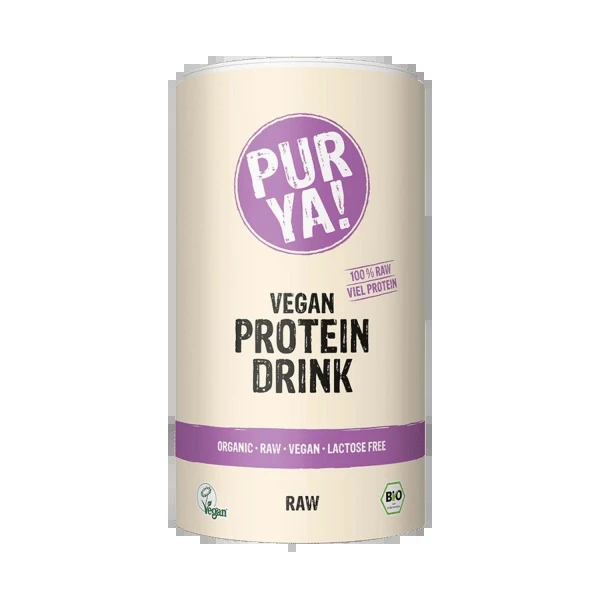 PUR
YA!
100% RAW
VIEL PROTEIN
VEGAN
PROTEIN
DRINK
ORGANIC · RAW · VEGAN · LACTOSE FREE
Vegan
RAW
BIO